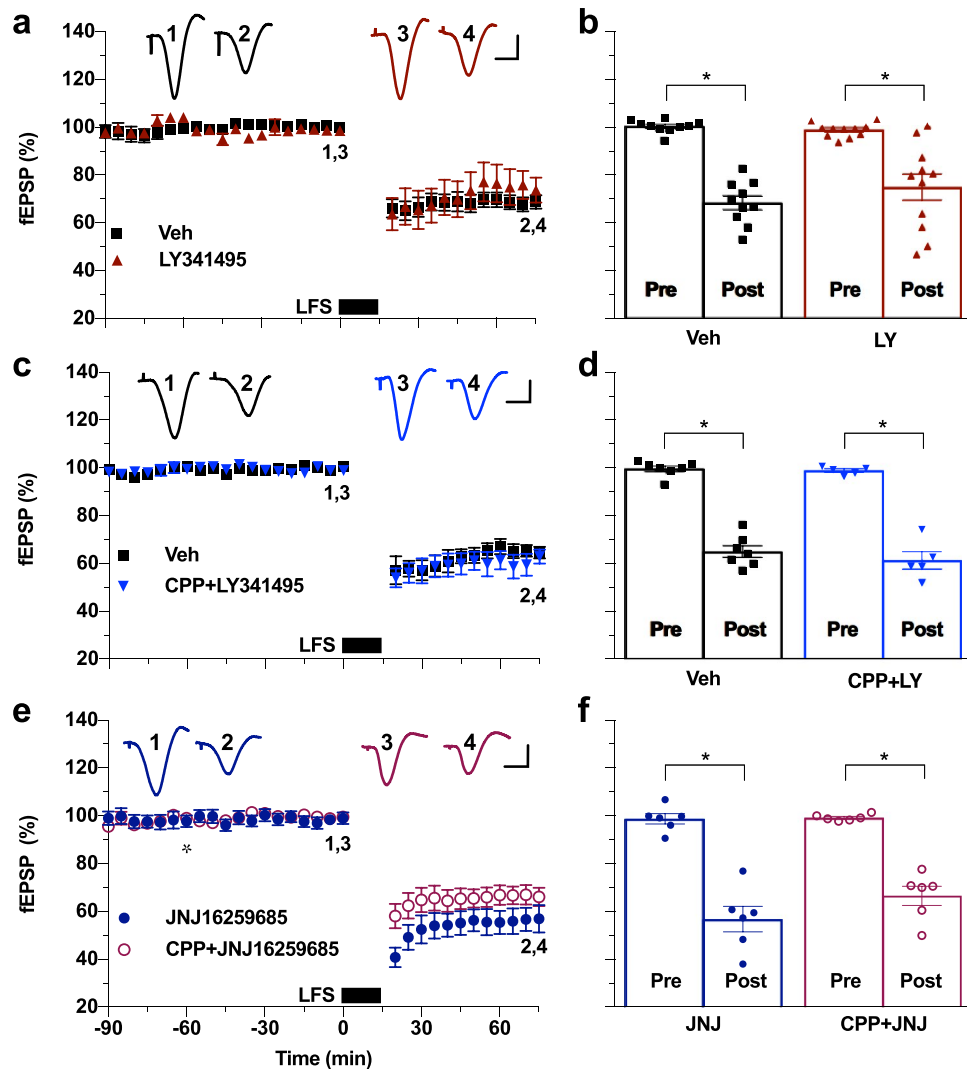 a
b
140
120
100
80
60
40
20
fEPSP (%)
1
2
3
4
1,3
2,4
Veh
LY341495
LFS
*
*
Pre
Post
Pre
Post
Veh
LY
c
d
140
120
100
80
60
40
20
fEPSP (%)
1
2
3
4
1,3
2,4
Veh
CPP+LY341495
LFS
*
*
Pre
Post
Pre
Post
Veh
CPP+LY
e
f
140
120
100
80
60
40
20
fEPSP (%)
1
2
3
4
1,3
*
2,4
JNJ16259685
CPP+JNJ16259685
LFS
-90
-60
-30
0
30
60
Time (min)
*
*
Pre
Post
Pre
Post
JNJ
CPP+JNJ